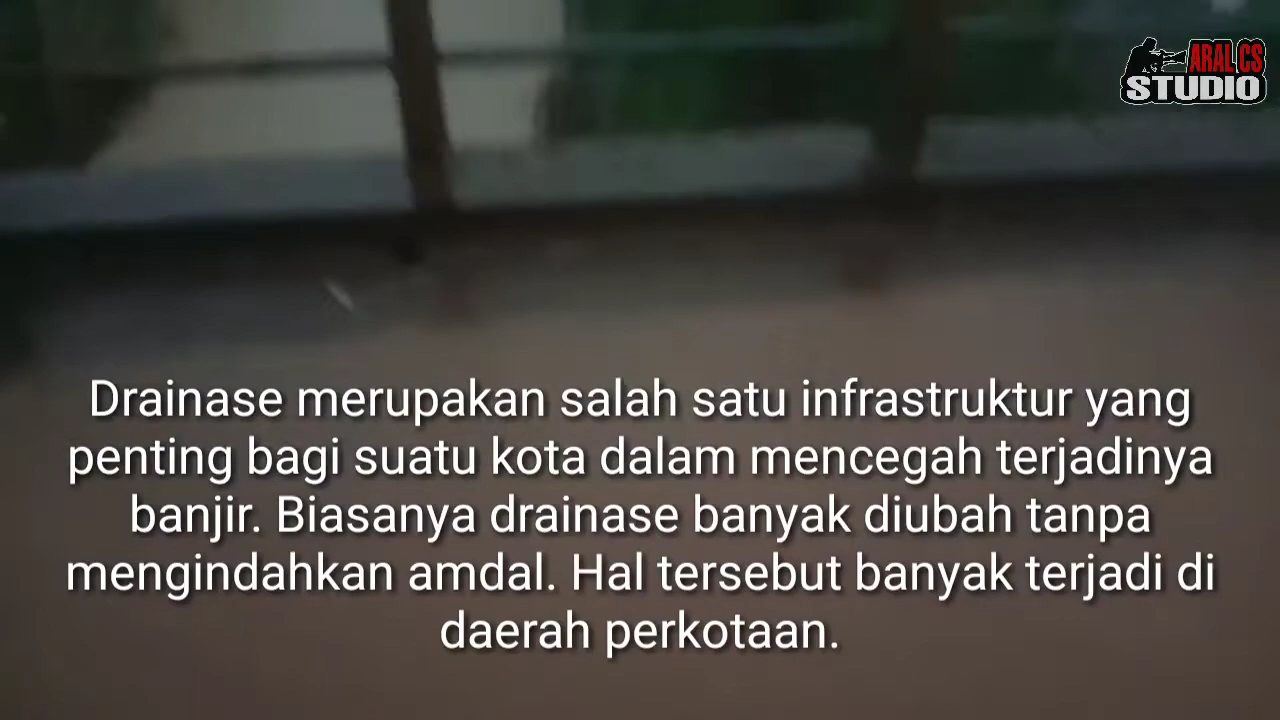 ARAL CS
STUDIO
Drainase merupakan salah satu infrastruktur yang
penting bagi suatu kota dalam mencegah terjadinya
banjir. Biasanya drainase banyak diubah tanpa
mengindahkan amdal. Hal tersebut banyak terjadi di
daerah perkotaan.